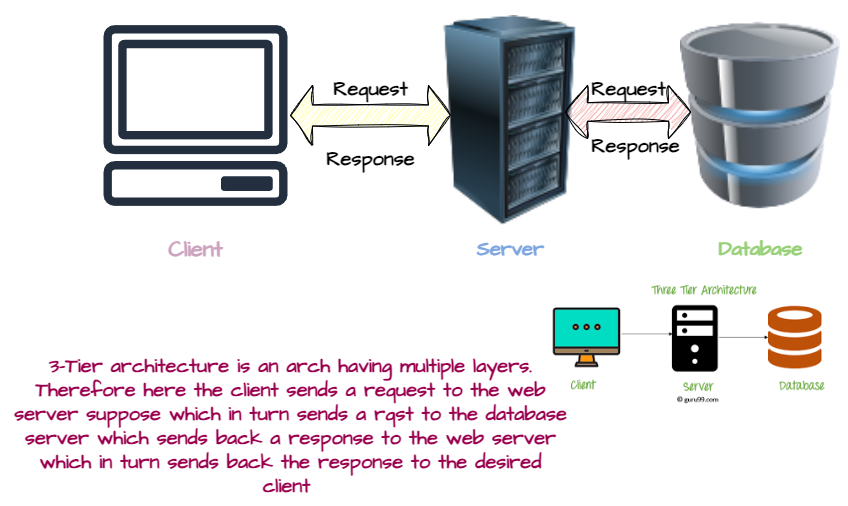 Request
Request
Response
Response
Client
Server
Database
Three Tier Architecture
Client
Server
Database
© guru99.com
3-Tier architecture is an arch having multiple layers.
Therefore here the client sends a request to the web
server suppose which in turn sends a rqst to the database
server which sends back a response to the web server
which in turn sends back the response to the desired
client